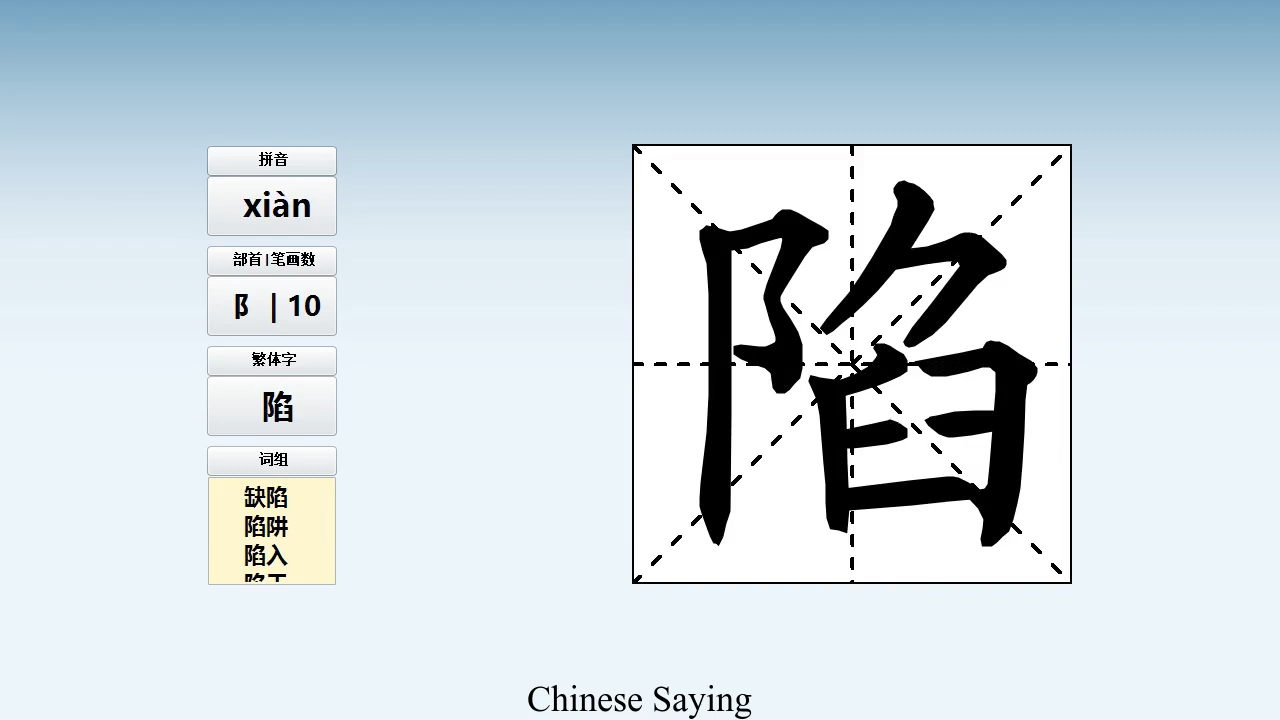 拼音
xiàn
部首|笔画数
阝 | 10
繁体字
陷
词组
缺陷
陷阱
陷入
陷
Chinese Saying